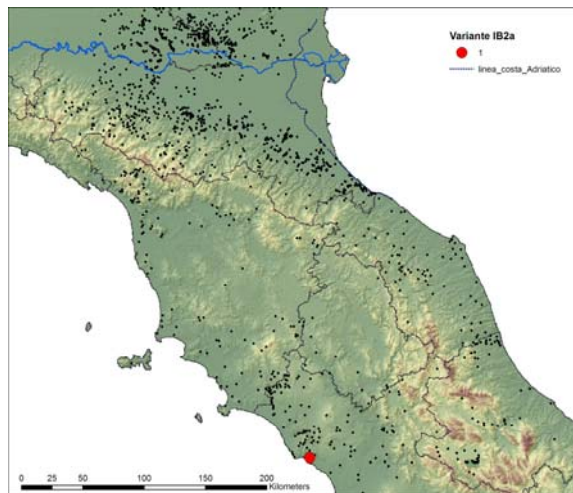 Variante IB2a
1
linea_costa_Adriatico
0 25 50 100 150 200
Kilometers